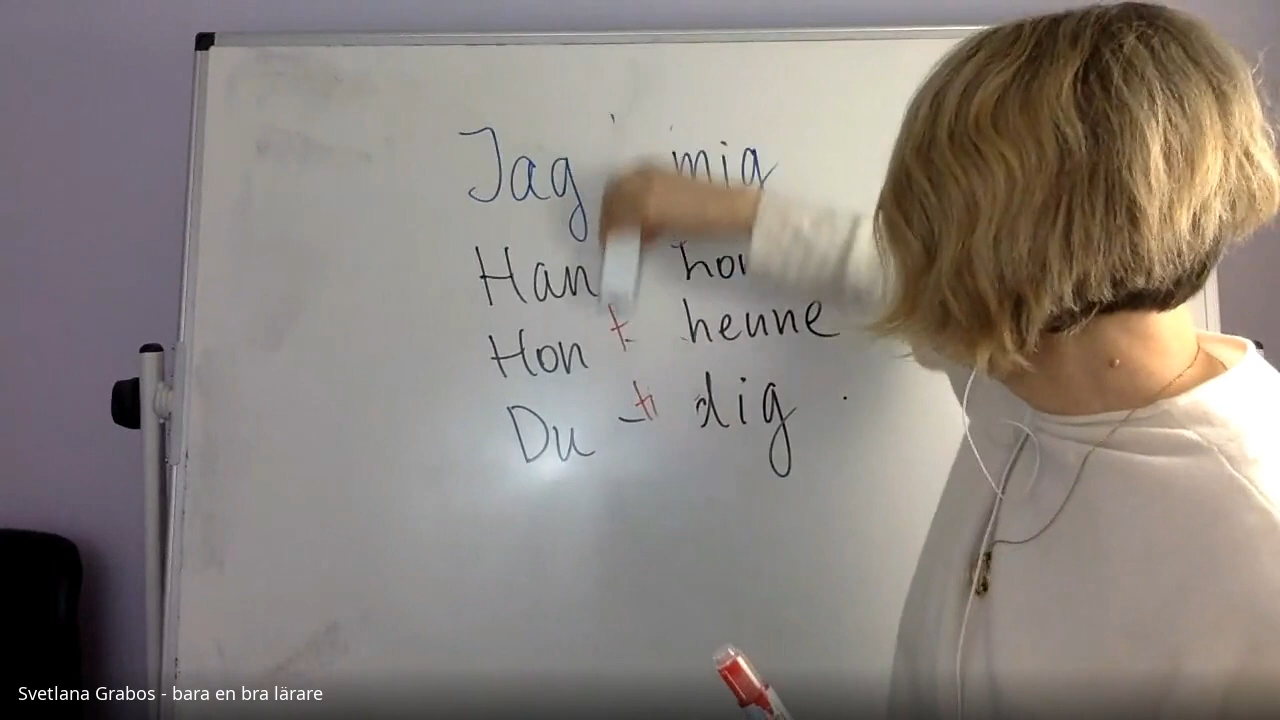 Jag mig
Han
Hon henne
Du - dig
Svetlana Grabos - bara en bra lärare